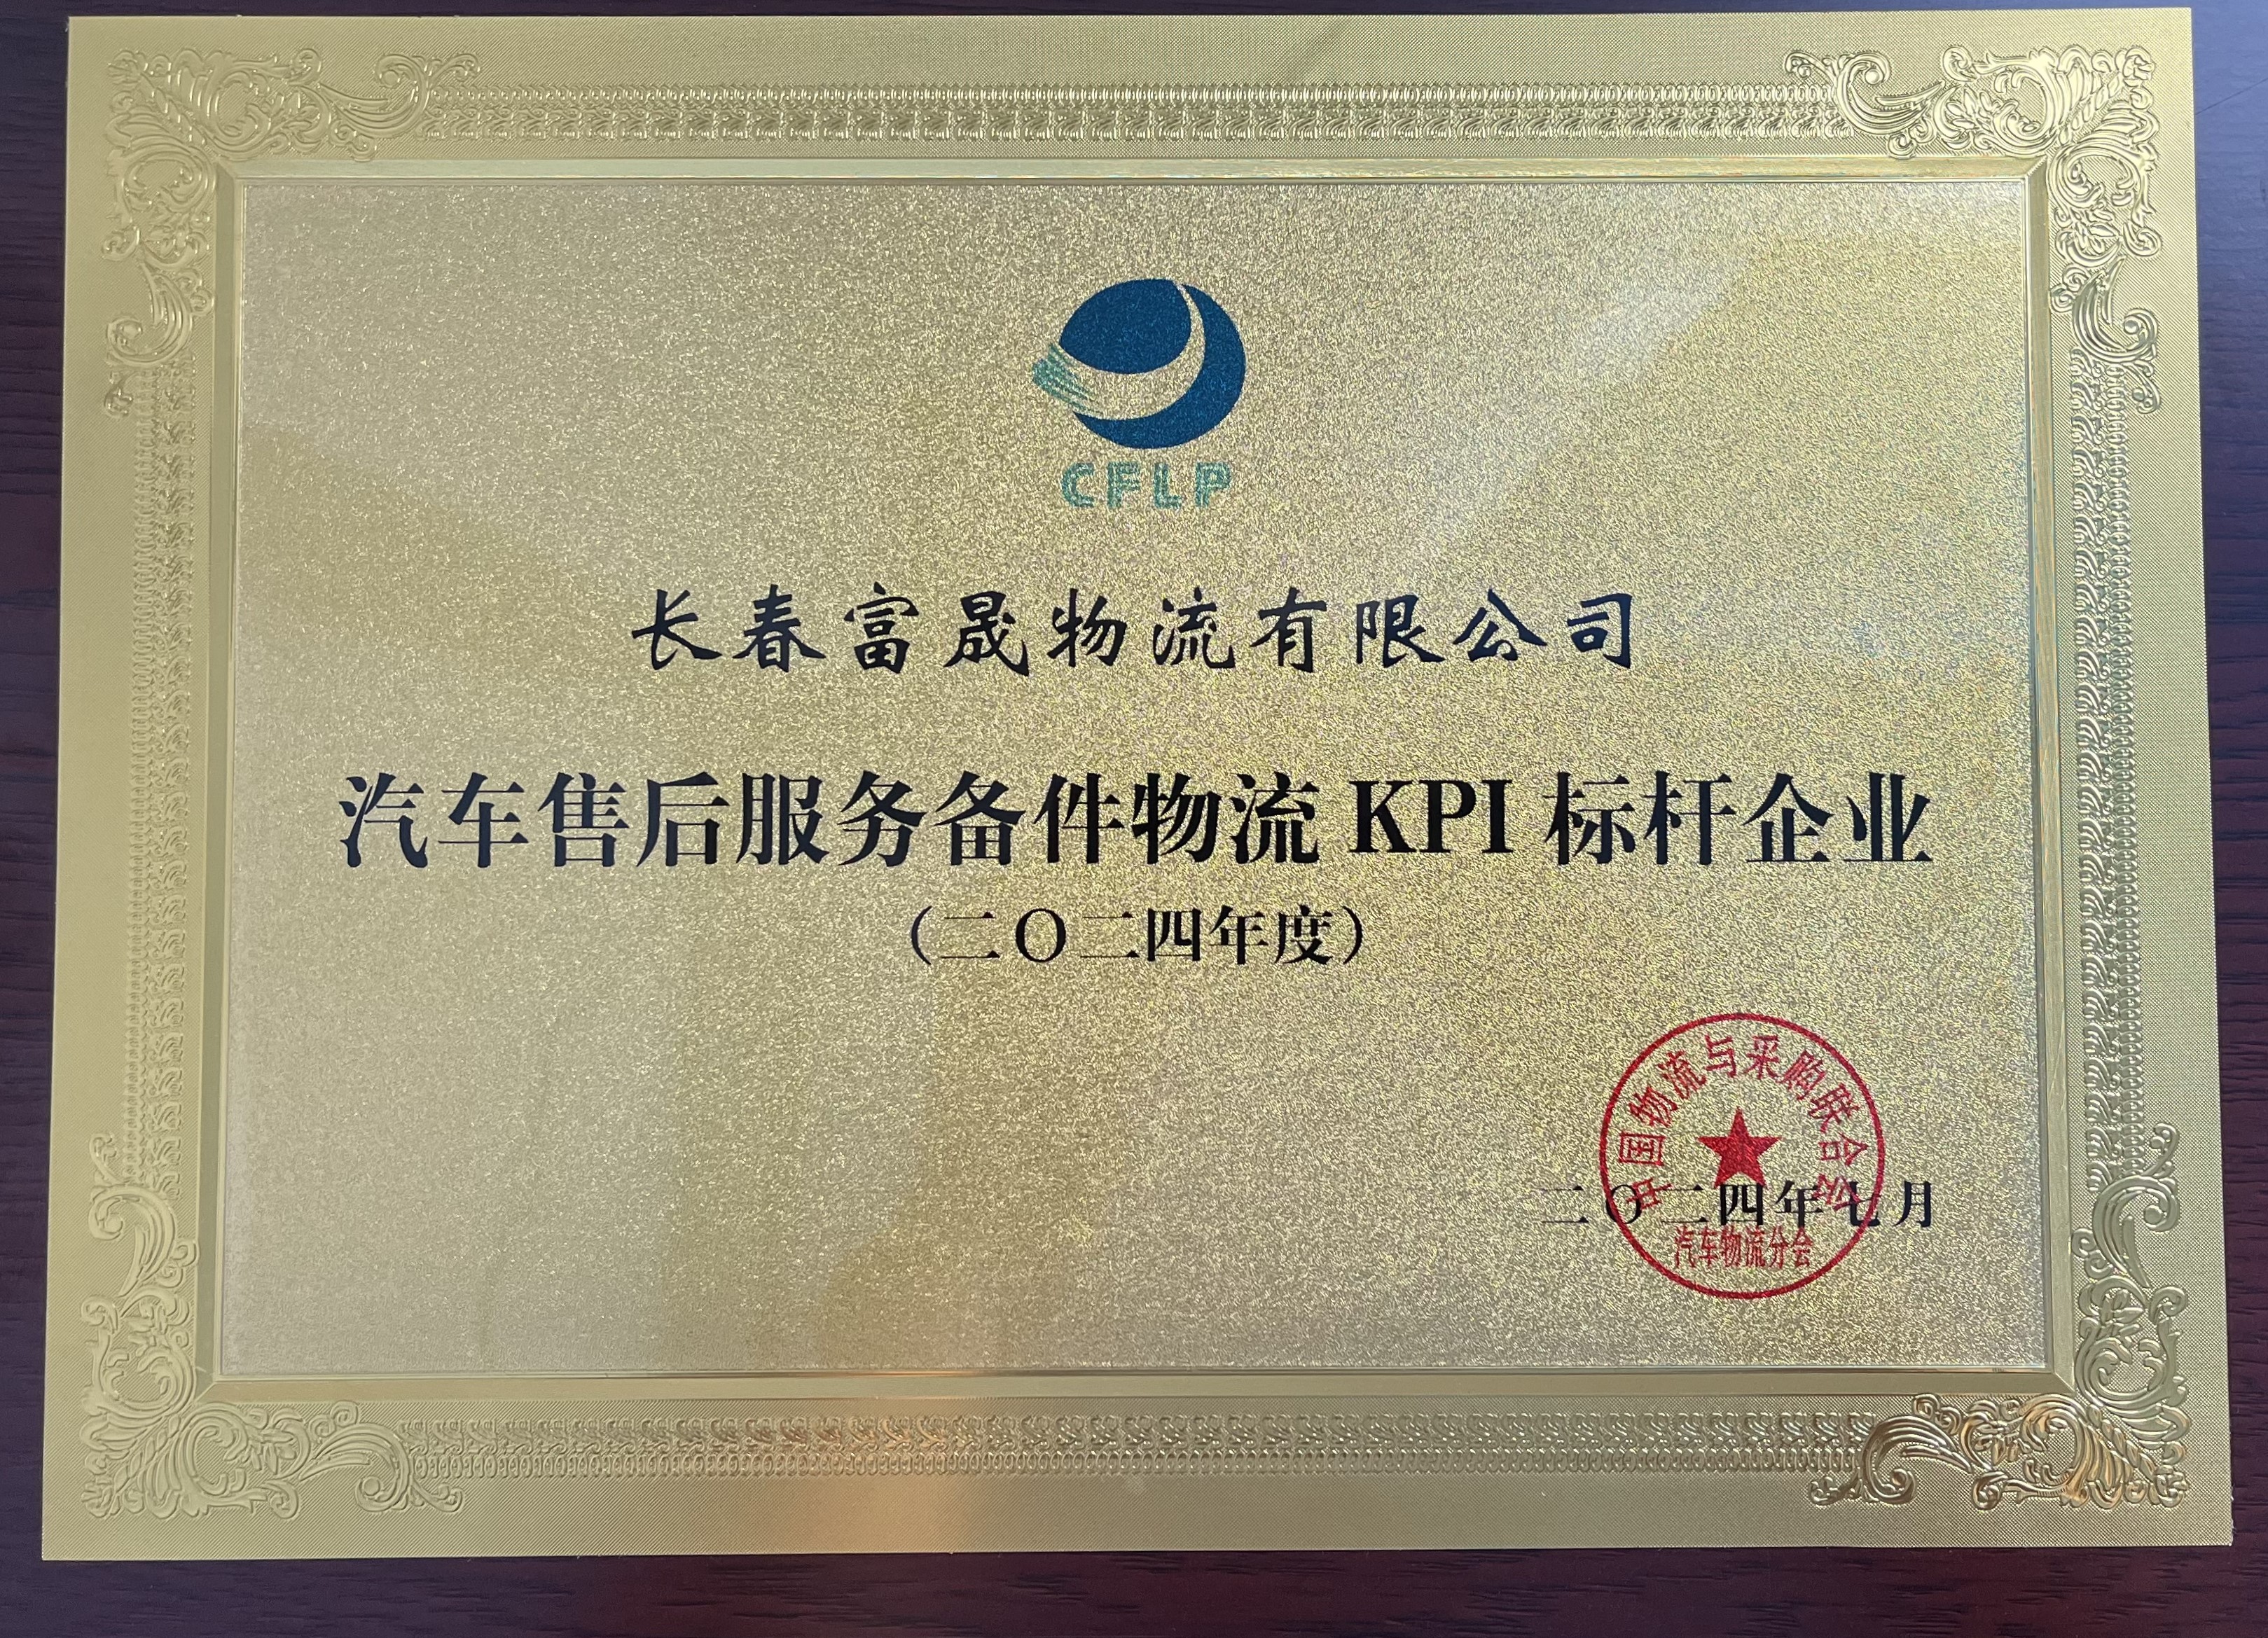 CFLP
长春富晟物流有限公司
汽车售后服务备件物流 KPI 标杆企业
（二〇二四年度）
中国物流与采购联合会
二〇二四年七月
汽车物流分会